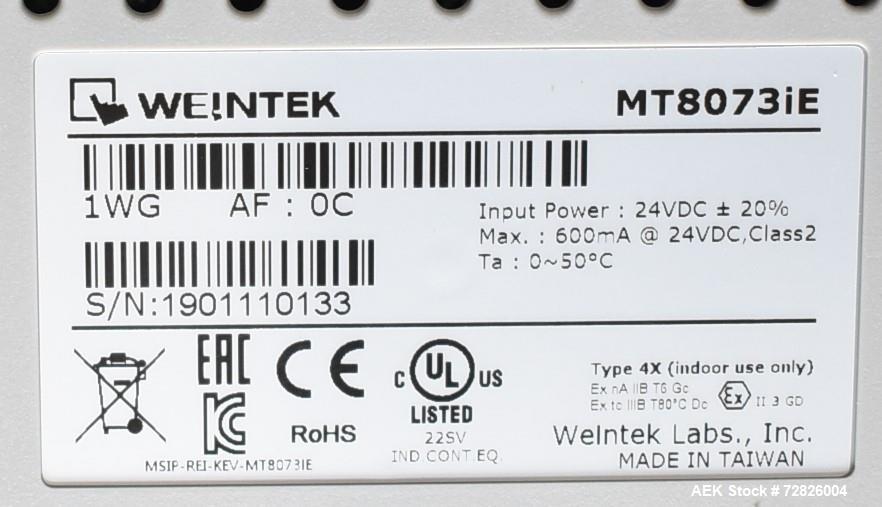 WEINTEK
MT8073iE
1WG AF : 0C
Input Power : 24VDC ± 20%
Max. : 600mA @ 24VDC,Class2
Ta : 0~50°C
S/N:1901110133
EAC
CE
C UL US
LISTED
22SV
IND CONT.EQ.
KC
RoHS
MSIP-REI-KEV-MT8073IE
Type 4X (indoor use only)
Ex nA IIB T6 Gc
Ex tc IIIB T80°C Dc
Ex II 3 GD
Weintek Labs., Inc.
MADE IN TAIWAN
AEK Stock # 72826004